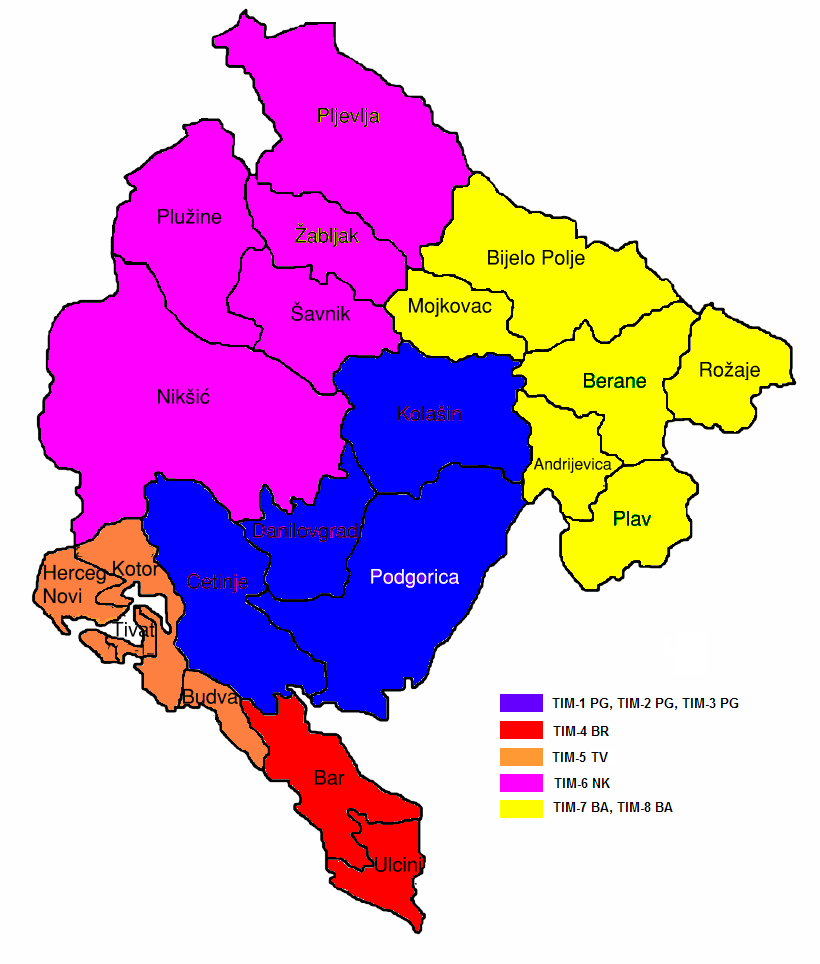 Pljevlja
Plužine
Žabljak
Bijelo Polje
Šavnik
Mojkovac
Rožaje
Berane
Nikšić
Kolašin
Andrijevica
Plav
Danilovgrad
Kotor
Herceg
Novi
Cetinje
Podgorica
Tivat
Budva
TIM-1 PG, TIM-2 PG, TIM-3 PG
TIM-4 BR
TIM-5 TV
Bar
TIM-6 NK
TIM-7 BA, TIM-8 BA
Ulcinj